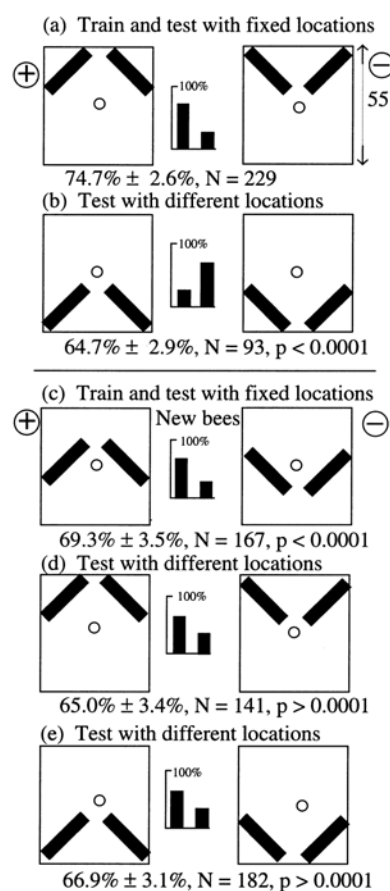 (a) Train and test with fixed locations
+
100%
−
55
74.7% ± 2.6%, N = 229
(b) Test with different locations
100%
64.7% ± 2.9%, N = 93, p < 0.0001
(c) Train and test with fixed locations
+
New bees
−
100%
69.3% ± 3.5%, N = 167, p < 0.0001
(d) Test with different locations
100%
65.0% ± 3.4%, N = 141, p > 0.0001
(e) Test with different locations
100%
66.9% ± 3.1%, N = 182, p > 0.0001